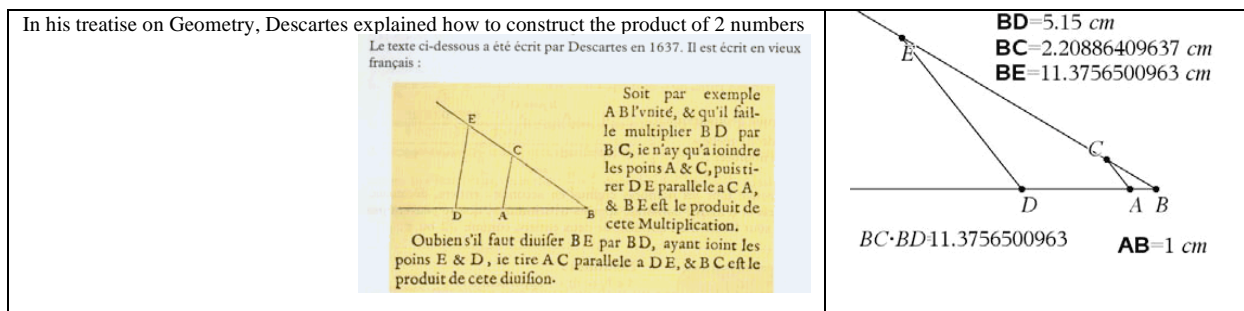 In his treatise on Geometry, Descartes explained how to construct the product of 2 numbers
Le texte ci-dessous a été écrit par Descartes en 1637. Il est écrit en vieux
français :
Soit par exemple
A B l'vnité, & qu'il fail-
le multiplier B D par
B C, ie n'ay qu'a ioindre
les poins A & C, puis ti-
rer D E parallele a C A,
& B E eſt le produit de
cete Multiplication.
Oubien s'il faut diuiſer B E par B D, ayant ioint les
poins E & D, ie tire A C parallele a D E, & B C eſt le
produit de cete diuiſion.
E
C
D
A
B
BD=5.15 cm
BC=2.20886409637 cm
BE=11.3756500963 cm
E
C
D
A
B
BC·BD=11.3756500963
AB=1 cm